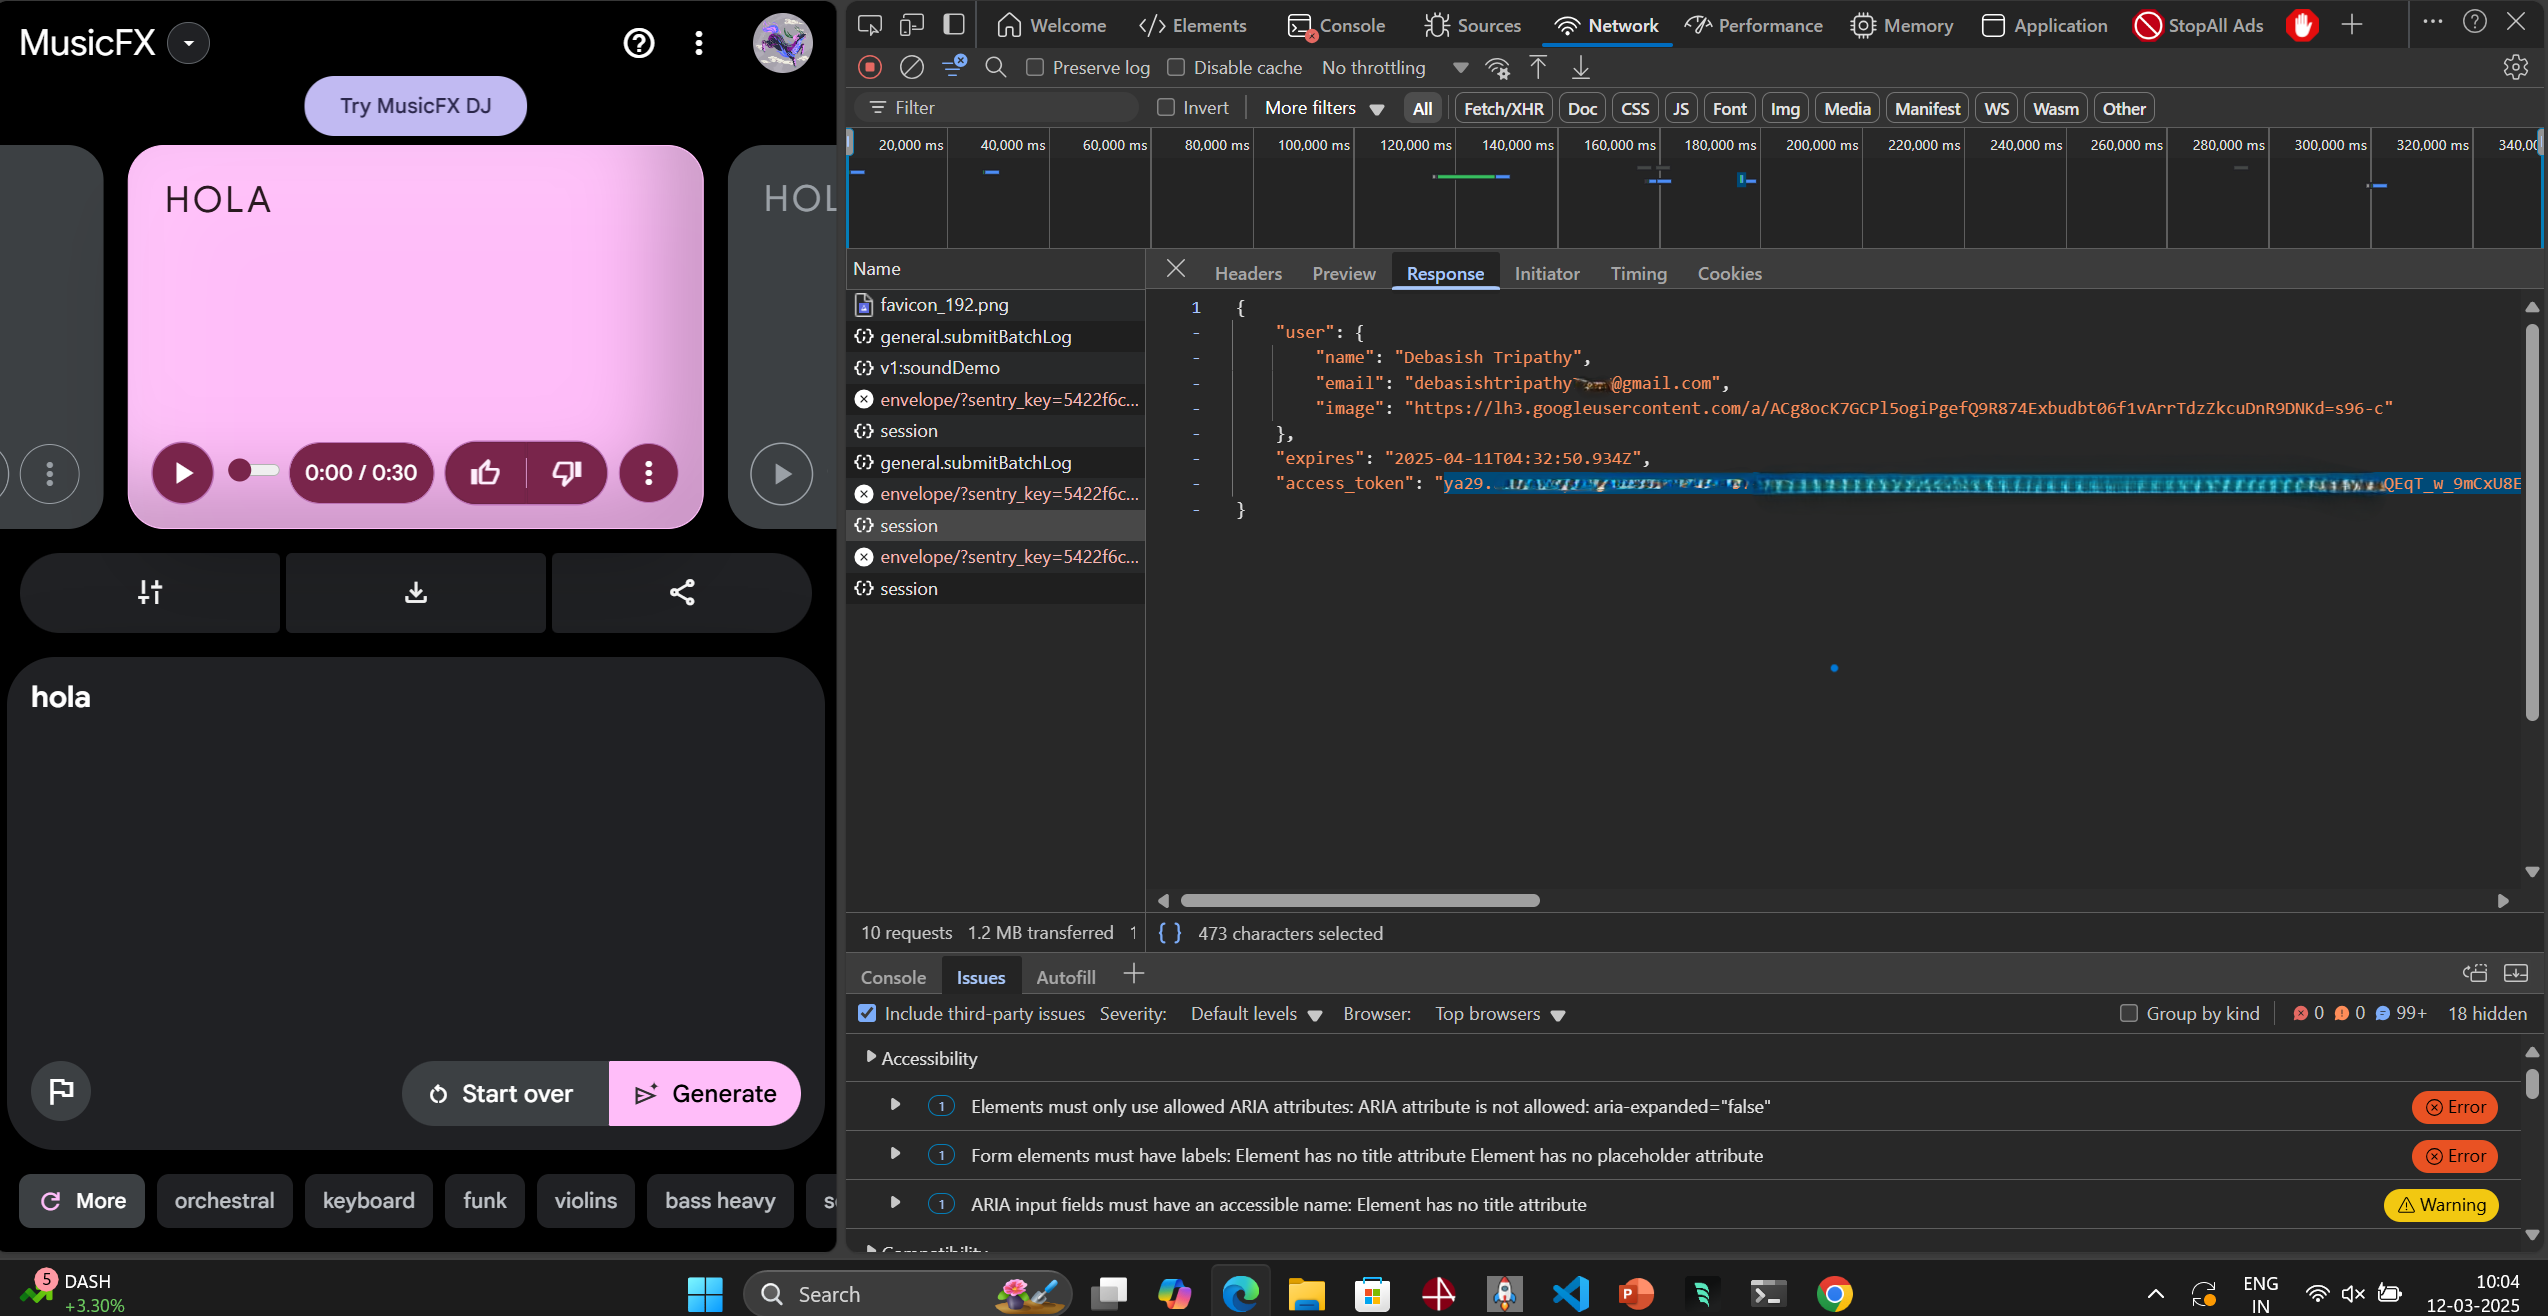 MusicFX
Try MusicFX DJ
HOLA
HOL
0:00 / 0:30
hola
Start over
Generate
More
orchestral
keyboard
funk
violins
bass heavy
Welcome
Elements
Console
Sources
Network
Performance
Memory
Application
StopAll Ads
Preserve log
Disable cache
No throttling
Filter
Invert
More filters
All
Fetch/XHR
Doc
CSS
JS
Font
Img
Media
Manifest
WS
Wasm
Other
20,000 ms
40,000 ms
60,000 ms
80,000 ms
100,000 ms
120,000 ms
140,000 ms
160,000 ms
180,000 ms
200,000 ms
220,000 ms
240,000 ms
260,000 ms
280,000 ms
300,000 ms
320,000 ms
340,00
Name
favicon_192.png
general.submitBatchLog
v1:soundDemo
envelope/?sentry_key=5422f6c...
session
general.submitBatchLog
envelope/?sentry_key=5422f6c...
session
envelope/?sentry_key=5422f6c...
session
10 requests 1.2 MB transferred 1
Headers
Preview
Response
Initiator
Timing
Cookies
1 {
- "user": {
- "name": "Debasish Tripathy",
- "email": "debasishtripathy @gmail.com",
- "image": "https://lh3.googleusercontent.com/a/ACg8ocK7GCPl5ogiPgefQ9R874Exbudbt06f1vArrTdzZkcuDnR9DNKd=s96-c"
- },
- "expires": "2025-04-11T04:32:50.934Z",
- "access_token": "ya29. QEqT_w_9mCxU8E
- }
{ } 473 characters selected
Console
Issues
Autofill
Include third-party issues
Severity:
Default levels
Browser:
Top browsers
Group by kind
0
0
99+
18 hidden
Accessibility
1 Elements must only use allowed ARIA attributes: ARIA attribute is not allowed: aria-expanded="false"
Error
1 Form elements must have labels: Element has no title attribute Element has no placeholder attribute
Error
1 ARIA input fields must have an accessible name: Element has no title attribute
Warning
5
DASH
+3.30%
Search
ENG
IN
10:04
12-03-2025